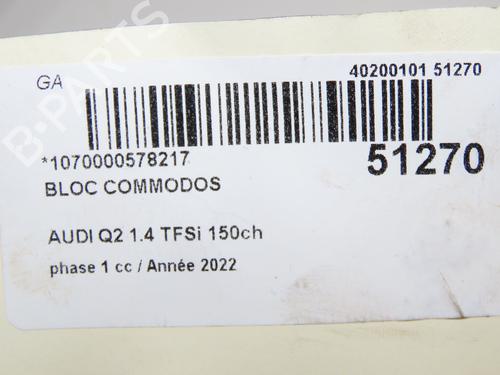 GA
40200101 51270
*1070000578217
51270
BLOC COMMODOS
AUDI Q2 1.4 TFSi 150ch
phase 1 cc / Année 2022
B-PARTS